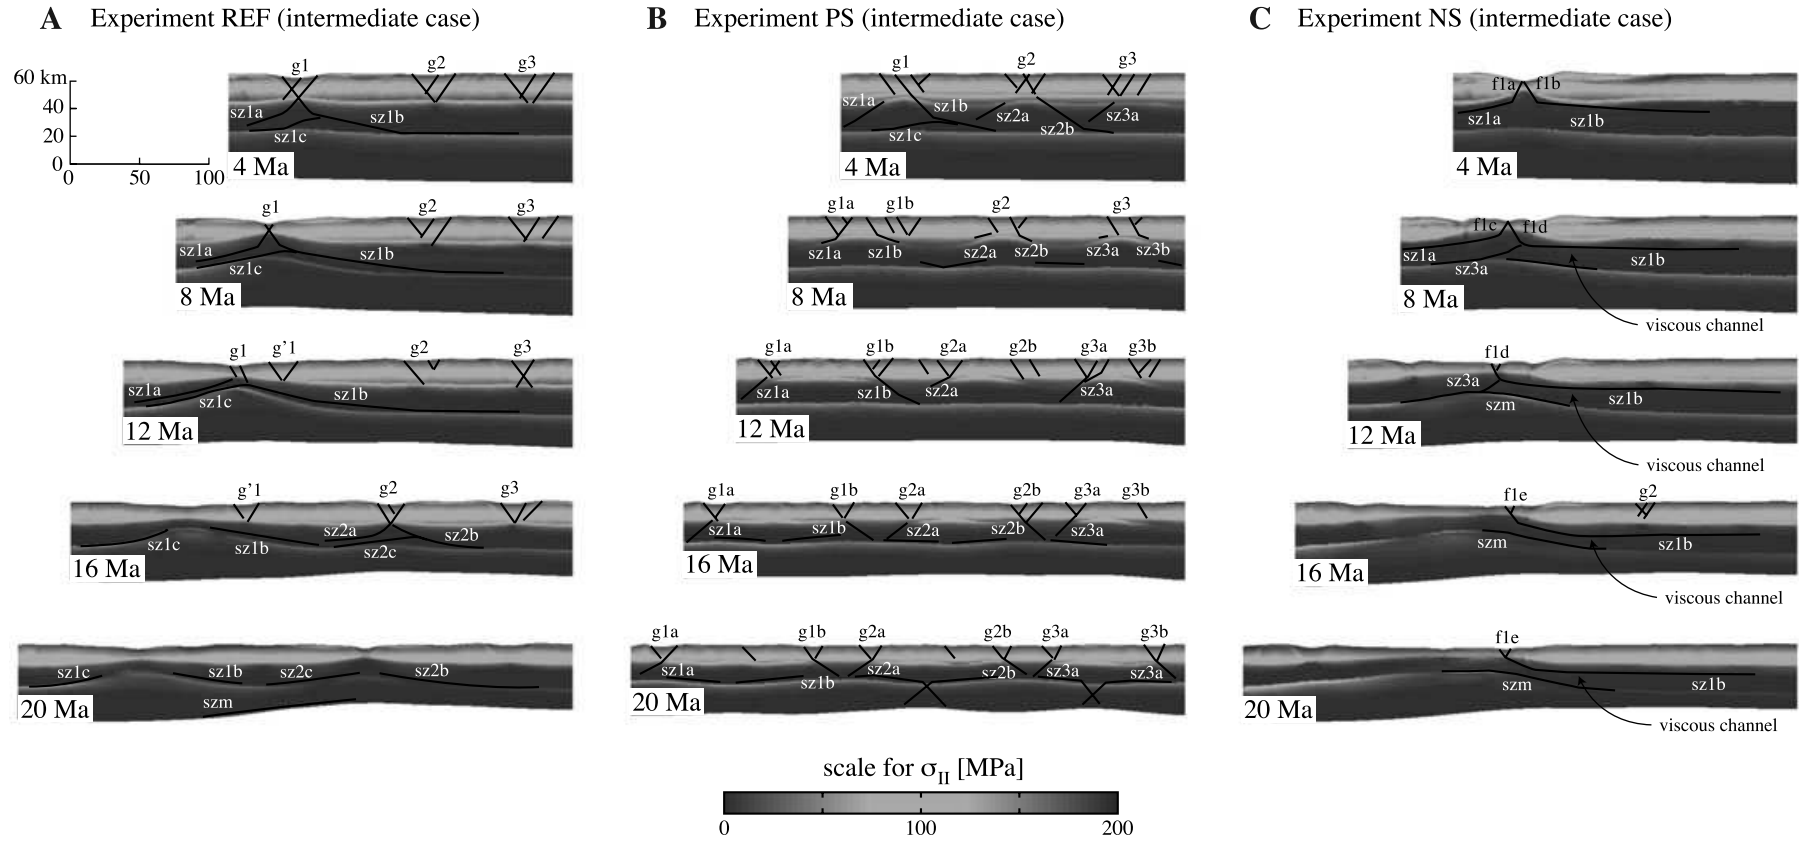 A Experiment REF (intermediate case)
g1 g2 g3
60 km
40
20
0
0 50 100
sz1a sz1b
sz1c
4 Ma
g1 g2 g3
sz1a sz1b
sz1c
8 Ma
g1 g'1 g2 g3
sz1a sz1b
sz1c
12 Ma
g'1 g2 g3
sz1c sz1b sz2a sz2b
sz2c
16 Ma
sz1c sz1b sz2c sz2b
szm
20 Ma
B Experiment PS (intermediate case)
g1 g2 g3
sz1a sz1b sz2a sz3a
sz1c sz2b
4 Ma
g1a g1b g2 g3
sz1a sz1b sz2a sz2b sz3a sz3b
8 Ma
g1a g1b g2a g2b g3a g3b
sz1a sz1b sz2a sz3a
12 Ma
g1a g1b g2a g2b g3a g3b
sz1a sz1b sz2a sz2b sz3a
16 Ma
g1a g1b g2a g2b g3a g3b
sz1a sz1b sz2a sz2b sz3a sz3a
20 Ma
C Experiment NS (intermediate case)
f1a f1b
sz1a sz1b
4 Ma
f1c f1d
sz1a sz3a sz1b
8 Ma
viscous channel
f1d
sz3a szm sz1b
12 Ma
viscous channel
f1e g2
szm sz1b
16 Ma
viscous channel
f1e
szm sz1b
20 Ma
viscous channel
scale for σII [MPa]
0 100 200